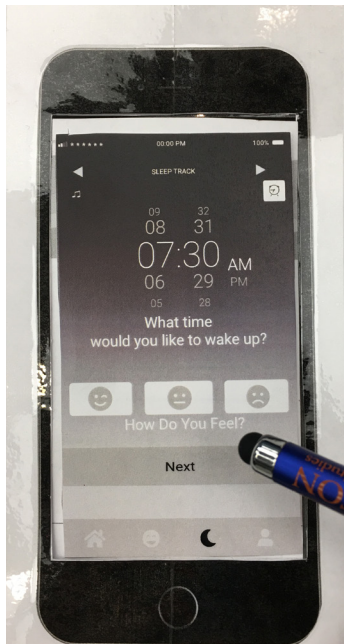 00:00 PM
100%
SLEEP TRACK
09 32
08 31
07:30 AM
06 29 PM
05 28
What time
would you like to wake up?
How Do You Feel?
Next
ON